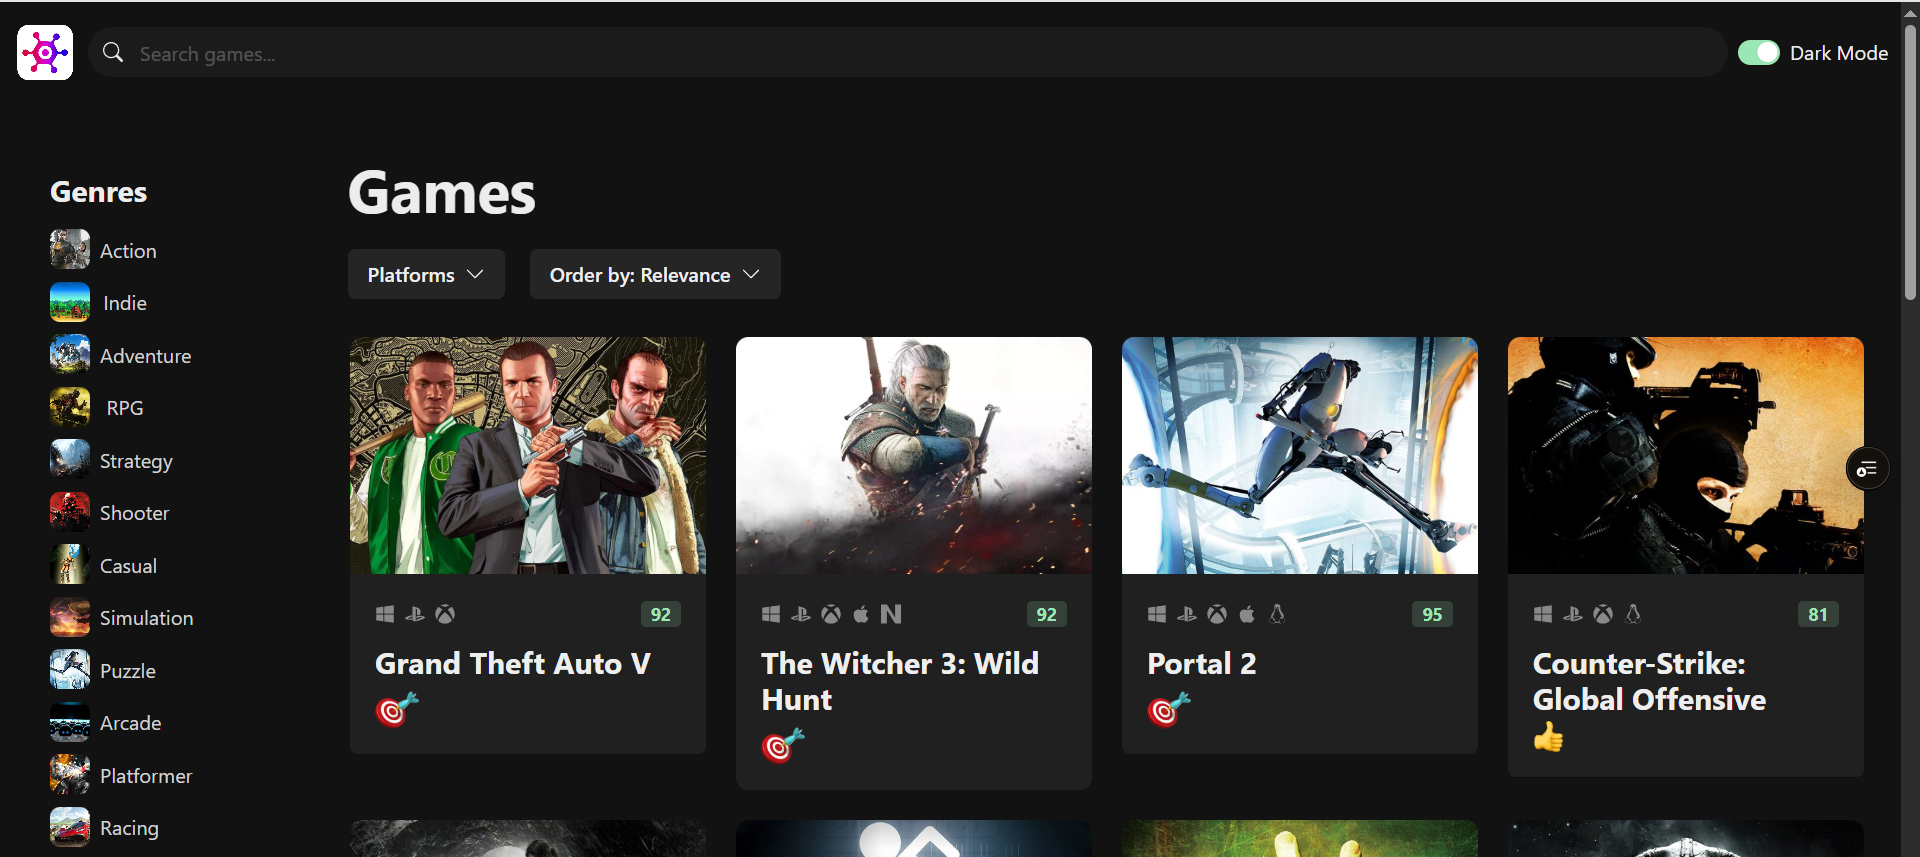 Search games...
Dark Mode
Genres
Action
Indie
Adventure
RPG
Strategy
Shooter
Casual
Simulation
Puzzle
Arcade
Platformer
Racing
Games
Platforms
Order by: Relevance
92
Grand Theft Auto V
92
The Witcher 3: Wild
Hunt
95
Portal 2
81
Counter-Strike:
Global Offensive